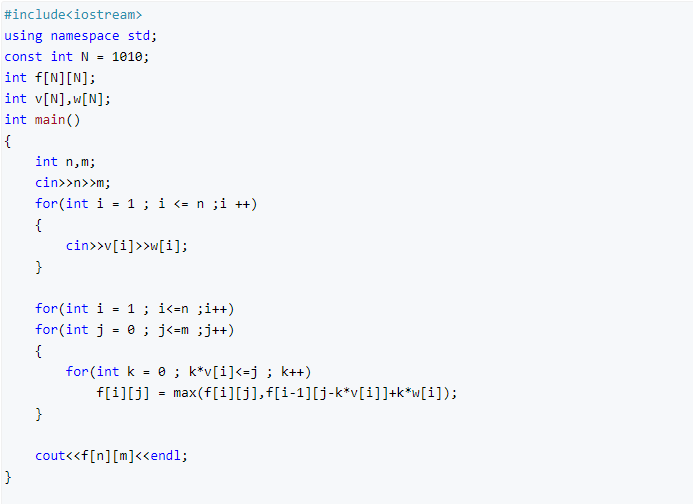 #include<iostream>
using namespace std;
const int N = 1010;
int f[N][N];
int v[N],w[N];
int main()
{
    int n,m;
    cin>>n>>m;
    for(int i = 1 ; i <= n ;i ++)
    {
        cin>>v[i]>>w[i];
    }

    for(int i = 1 ; i<=n ;i++)
    for(int j = 0 ; j<=m ;j++)
    {
        for(int k = 0 ; k*v[i]<=j ; k++)
            f[i][j] = max(f[i][j],f[i-1][j-k*v[i]]+k*w[i]);
    }

    cout<<f[n][m]<<endl;
}